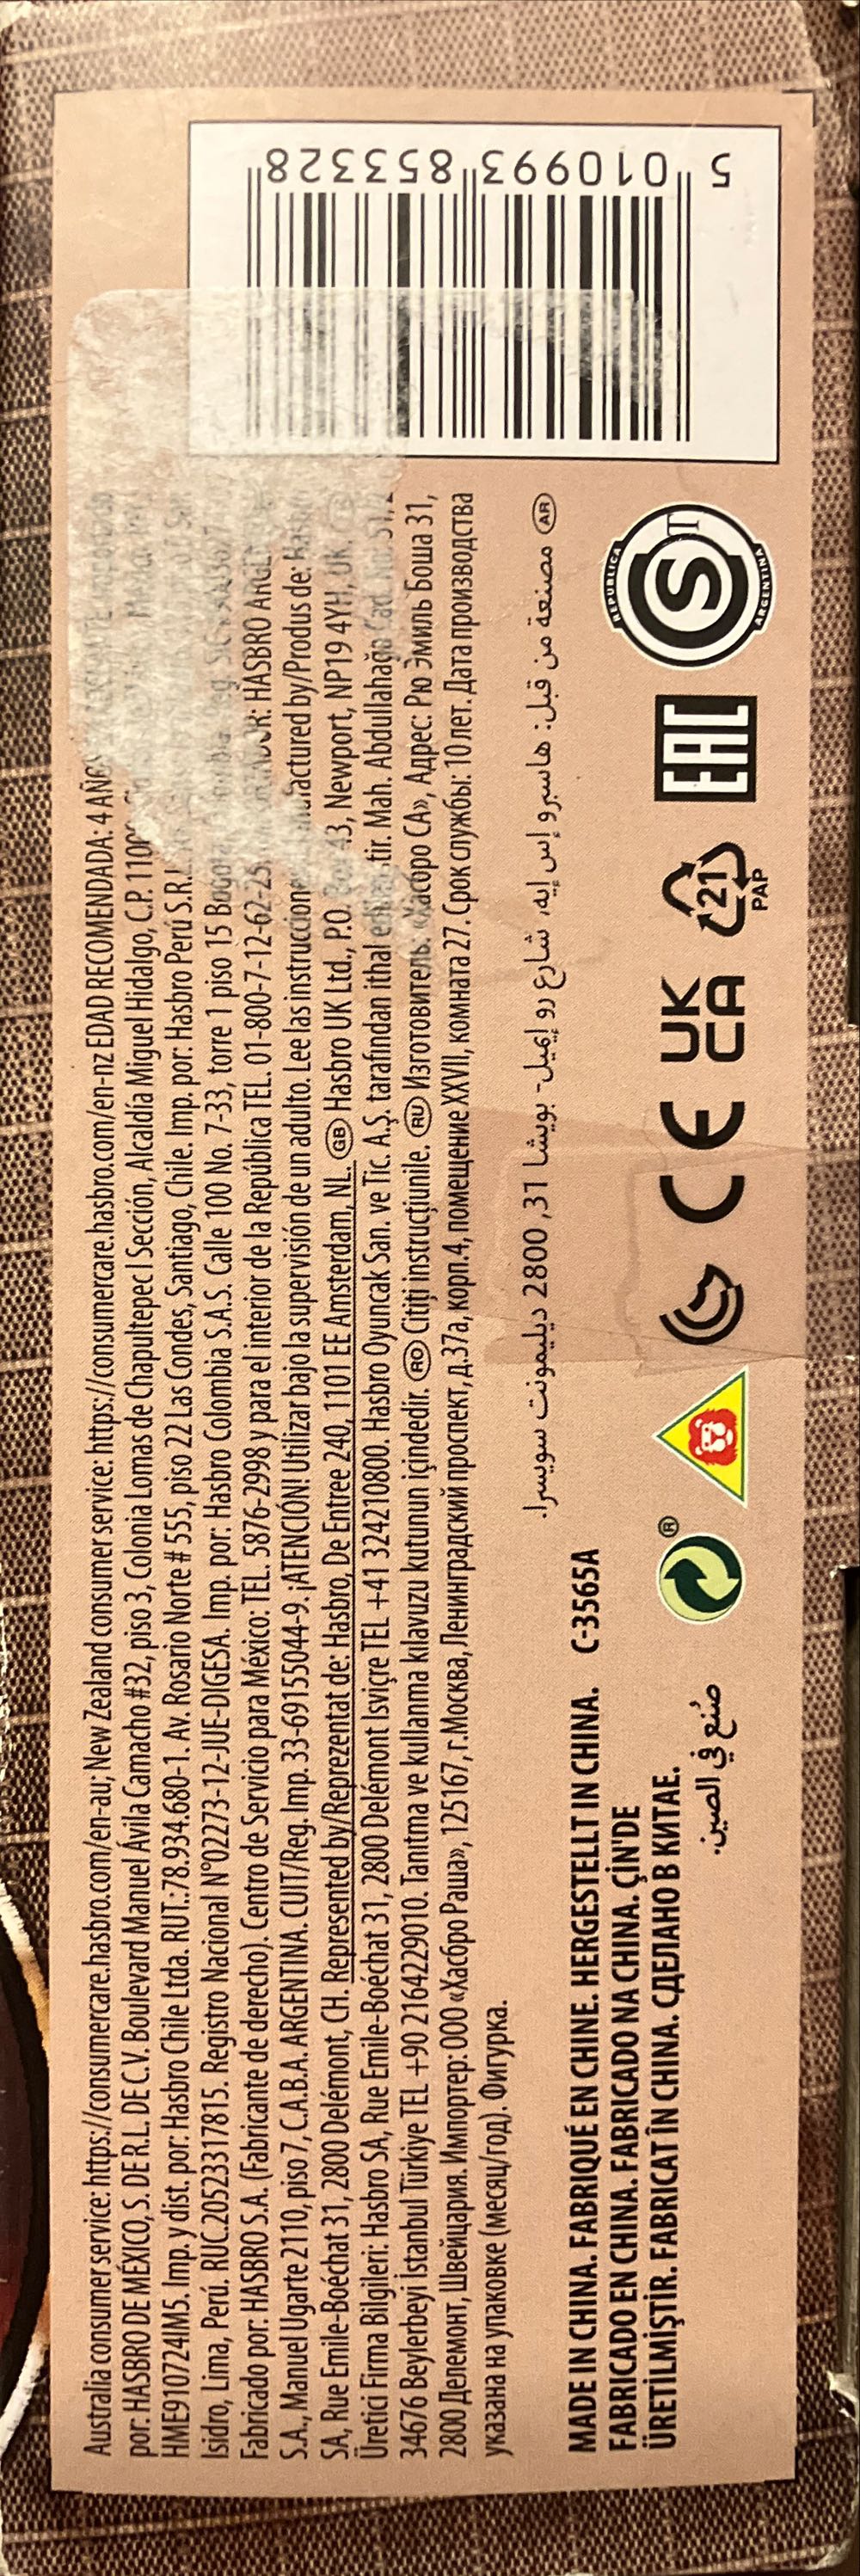 Australia consumer service: https://consumercare.hasbro.com/en-au; New Zealand consumer service: https://consumercare.hasbro.com/en-nz EDAD RECOMENDADA: 4 AÑOS
por: HASBRO DE MÉXICO, S. DE R.L. DE C.V. Boulevard Manuel Ávila Camacho #32, piso 3, Colonia Lomas de Chapultepec I Sección, Alcaldía Miguel Hidalgo, C.P. 1100
HME910724IM5. Imp. y dist. por: Hasbro Chile Ltda. RUT.:78.934.680-1. Av. Rosario Norte # 555, piso 22 Las Condes, Santiago, Chile. Imp. por: Hasbro Perú S.R.L.
Isidro, Lima, Perú. RUC.20523317815. Registro Nacional N°02273-12-JUE-DIGESA. Imp. por: Hasbro Colombia S.A.S. Calle 100 No. 7-33, torre 1 piso 15 Bogotá
Fabricado por: HASBRO S.A. (Fabricante de derecho). Centro de Servicio para México: TEL. 5876-2998 y para el interior de la República TEL. 01-800-7-12-62-25. HASBRO
S.A., Manuel Ugarte 2110, piso 7, C.A.B.A. ARGENTINA. CUIT/Reg. Imp. 33-69155044-9. ¡ATENCIÓN! Utilizar bajo la supervisión de un adulto. Lee las instrucciones Manufactured by/Produs de: Hasbro
SA, Rue Emile-Boéchat 31, 2800 Delémont, CH. Represented by/Reprezentat de: Hasbro, De Entree 240, 1101 EE Amsterdam, NL. GB Hasbro UK Ltd., P.O. Box 43, Newport, NP19 4YH, UK.
Üretici Firma Bilgileri: Hasbro SA, Rue Emile-Boéchat 31, 2800 Delémont İsviçre TEL +41 324210800. Hasbro Oyuncak San. ve Tic. A.Ş. tarafından ithal edilmiştir. Mah. Abdullahağa Cad. No: 51,
34676 Beylerbeyi İstanbul Türkiye TEL +90 2164229010. Tanıtma ve kullanma kılavuzu kutunun içindedir. RO Citiți instrucțiunile. RU Изготовитель: «Хасбро СА», Адрес: Рю Эмиль Боша 31,
2800 Делемонт, Швейцария. Импортер: ООО «Хасбро Раша», 125167, г.Москва, Ленинградский проспект, д.37а, корп.4, помещение XXVII, комната 27. Срок службы: 10 лет. Дата производства
указана на упаковке (месяц/год). Фигурка.
AR مصنعة من قبل: هاسبرو إس إيه، شارع رو إيميل- بويشا 31, 2800 ديليمونت سويسرا.
MADE IN CHINA. FABRIQUÉ EN CHINE. HERGESTELLT IN CHINA. C-3565A
FABRICADO EN CHINA. FABRICADO NA CHINA. ÇİN'DE
ÜRETİLMİŞTİR. FABRICAT ÎN CHINA. СДЕЛАНО В КИТАЕ.
صُنع في الصين.
®
CE
UK
CA
21
PAP
EAC
REPUBLICA
S T
ARGENTINA
5 010993 853328